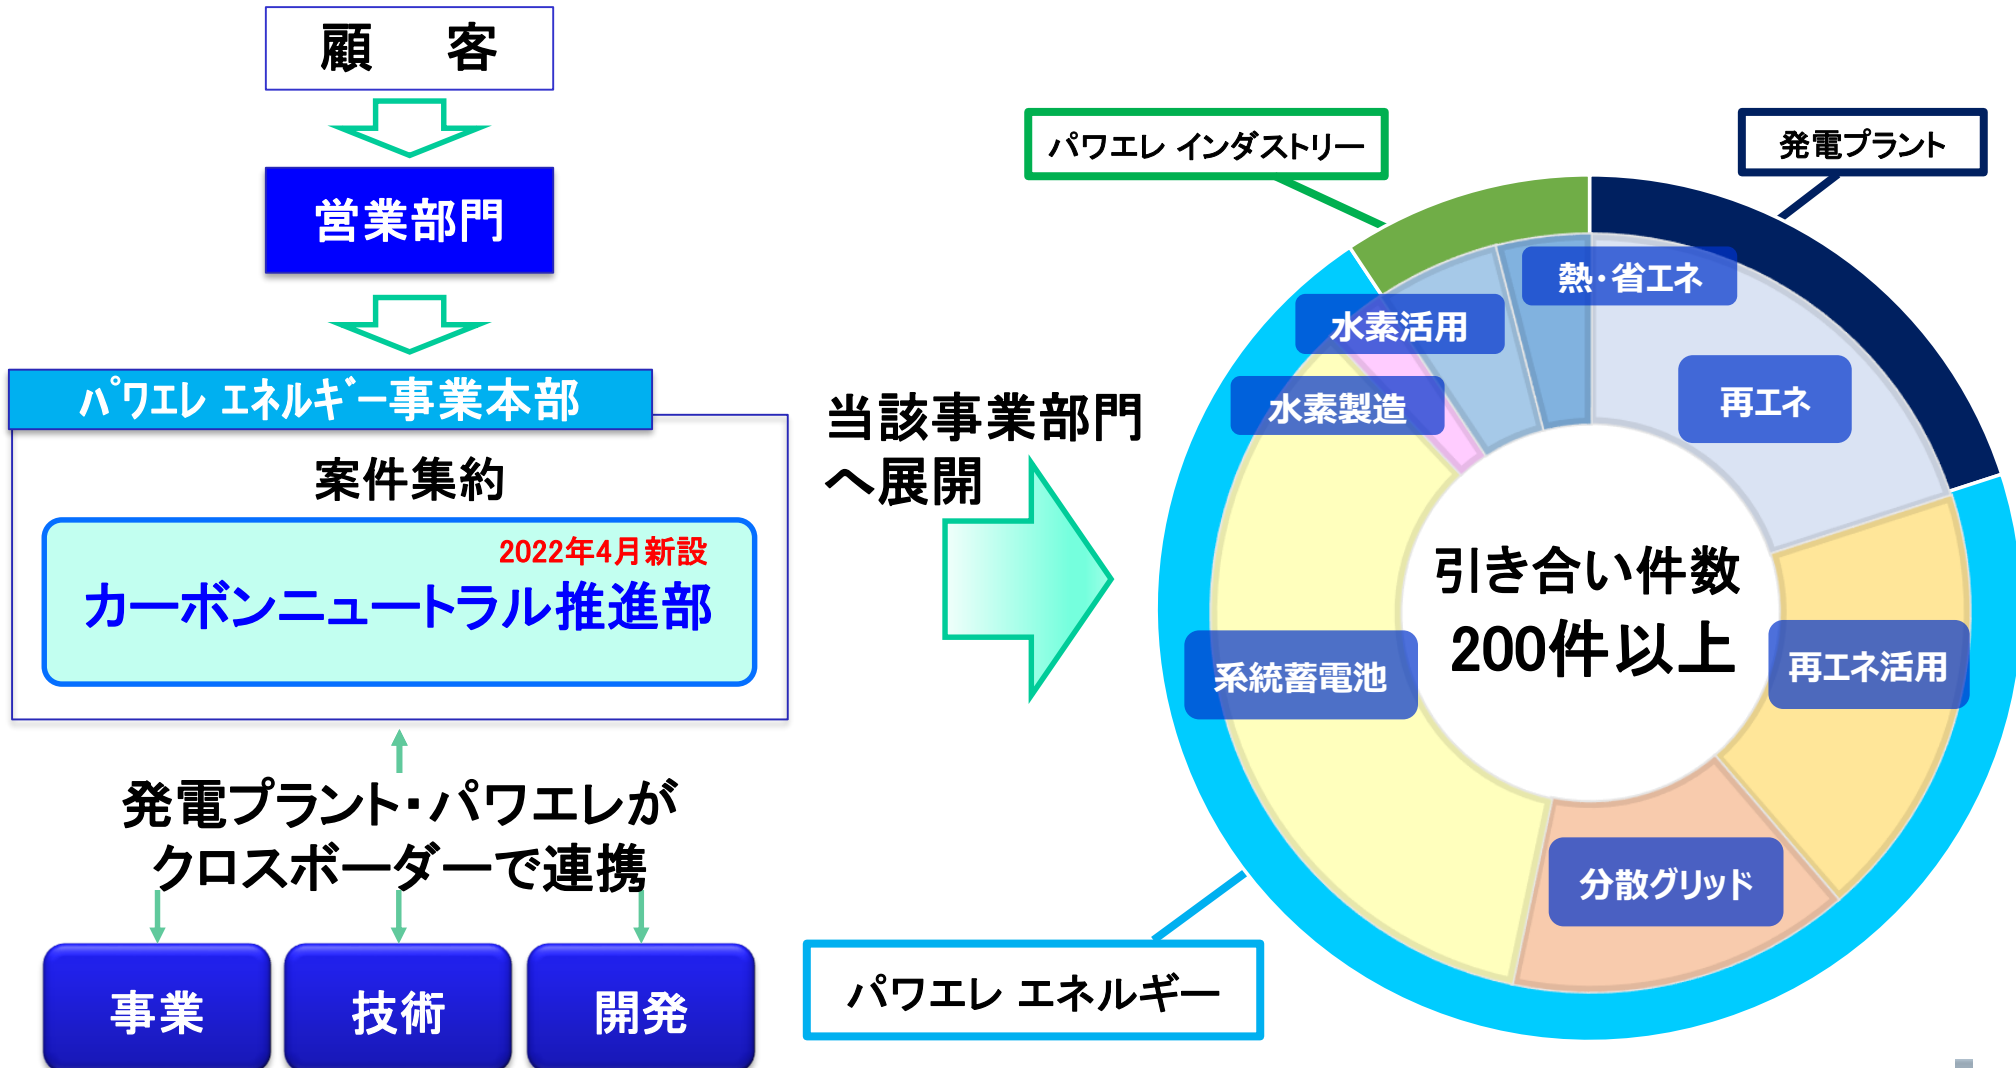 顧　客
営業部門
パワエレ エネルギー事業本部
案件集約
2022年4月新設
カーボンニュートラル推進部
発電プラント・パワエレが
クロスボーダーで連携
事業
技術
開発
当該事業部門
へ展開
パワエレ インダストリー
発電プラント
熱・省エネ
水素活用
水素製造
再エネ
引き合い件数
200件以上
再エネ活用
系統蓄電池
分散グリッド
パワエレ エネルギー